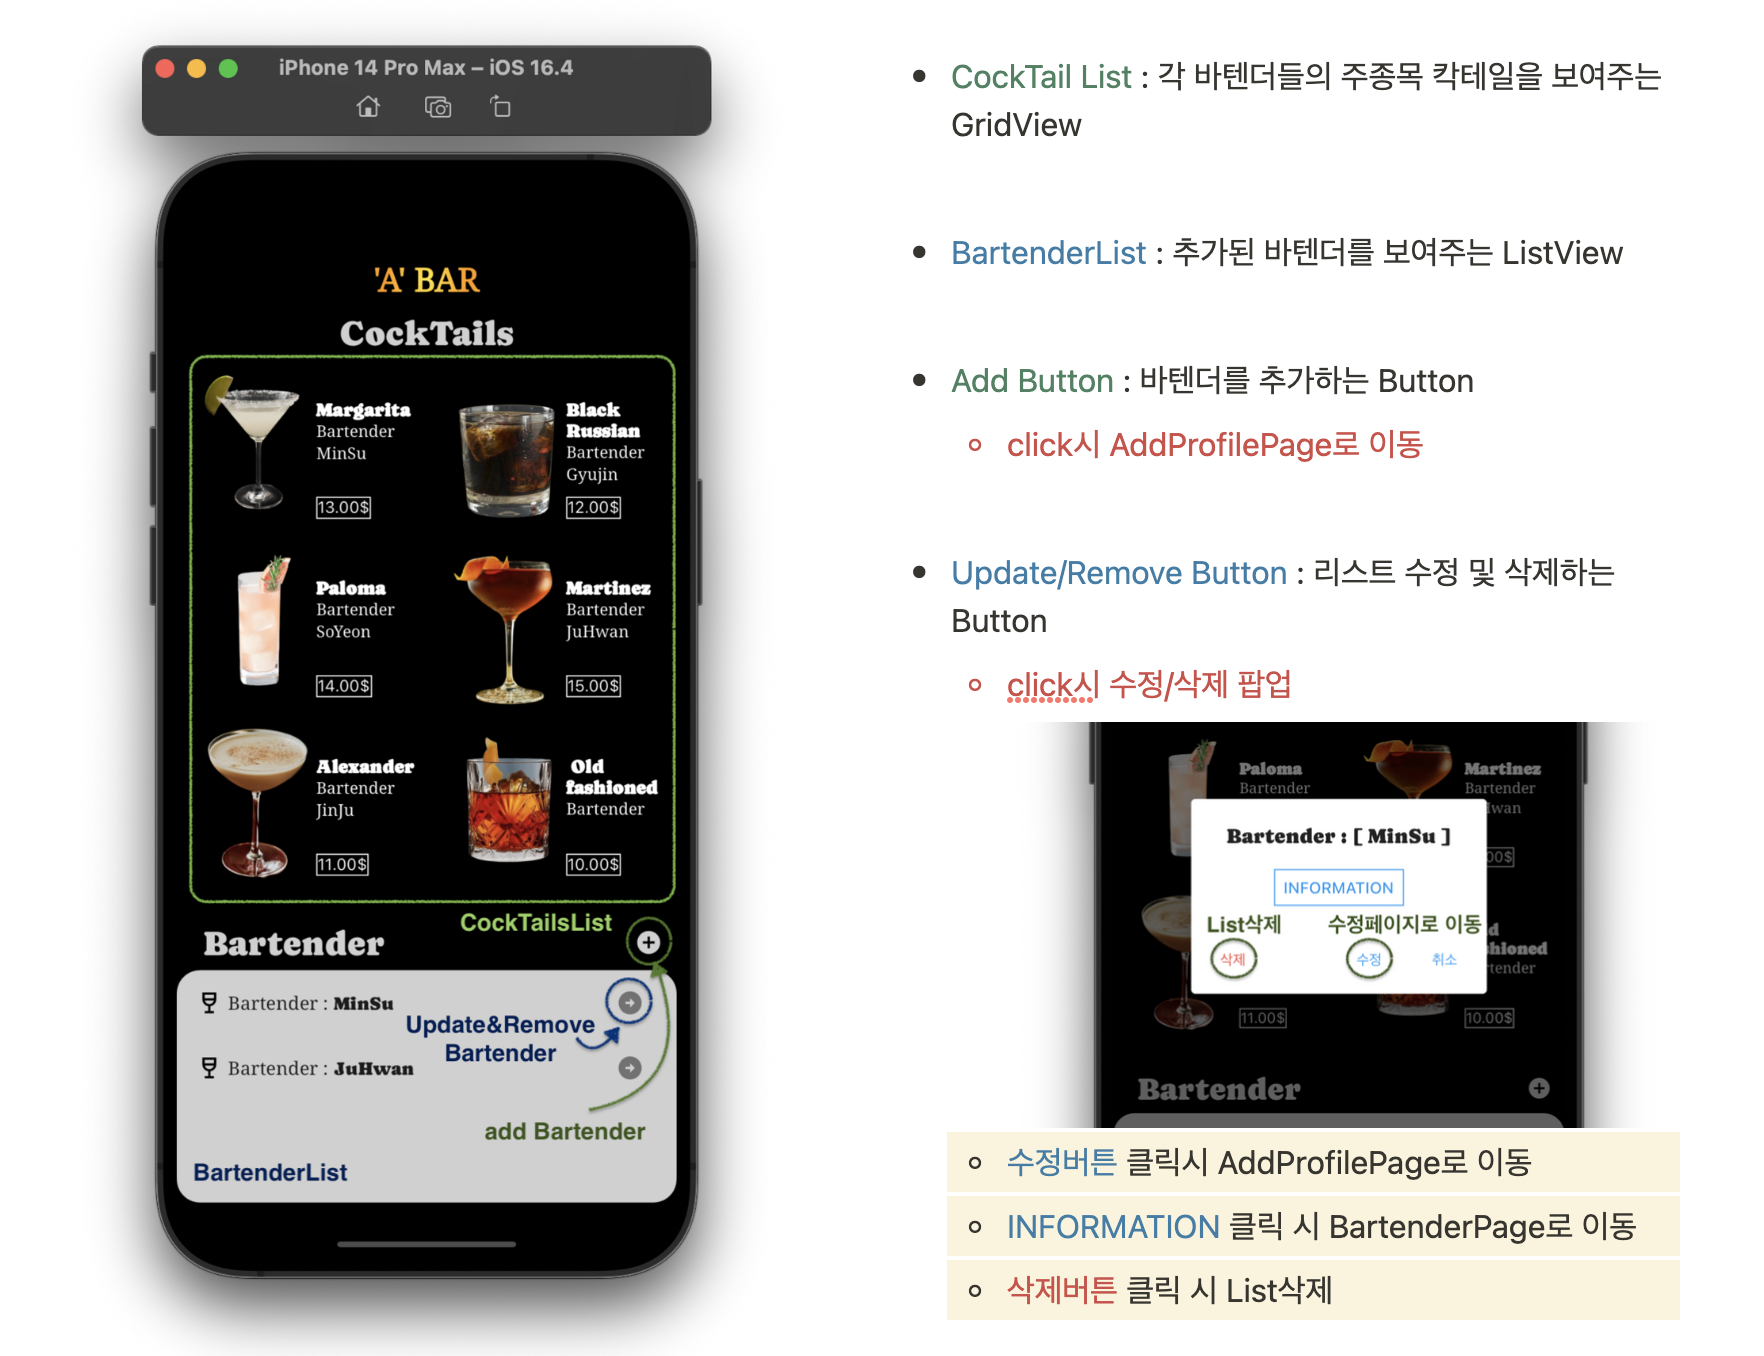 iPhone 14 Pro Max – iOS 16.4
'A' BAR
CockTails
Margarita
Bartender
MinSu
13.00$
Black
Russian
Bartender
Gyujin
12.00$
Paloma
Bartender
SoYeon
14.00$
Martinez
Bartender
JuHwan
15.00$
Alexander
Bartender
JinJu
11.00$
Old
fashioned
Bartender
10.00$
CockTailsList
Bartender
Bartender : MinSu
Update&Remove
Bartender
Bartender : JuHwan
add Bartender
BartenderList
CockTail List : 각 바텐더들의 주종목 칵테일을 보여주는
GridView
BartenderList : 추가된 바텐더를 보여주는 ListView
Add Button : 바텐더를 추가하는 Button
click시 AddProfilePage로 이동
Update/Remove Button : 리스트 수정 및 삭제하는
Button
click시 수정/삭제 팝업
Paloma
Bartender
Martinez
Bartender
Bartender : [ MinSu ]
INFORMATION
List삭제
수정페이지로 이동
삭제
수정
취소
11.00$
10.00$
Bartender
수정버튼 클릭시 AddProfilePage로 이동
INFORMATION 클릭 시 BartenderPage로 이동
삭제버튼 클릭 시 List삭제